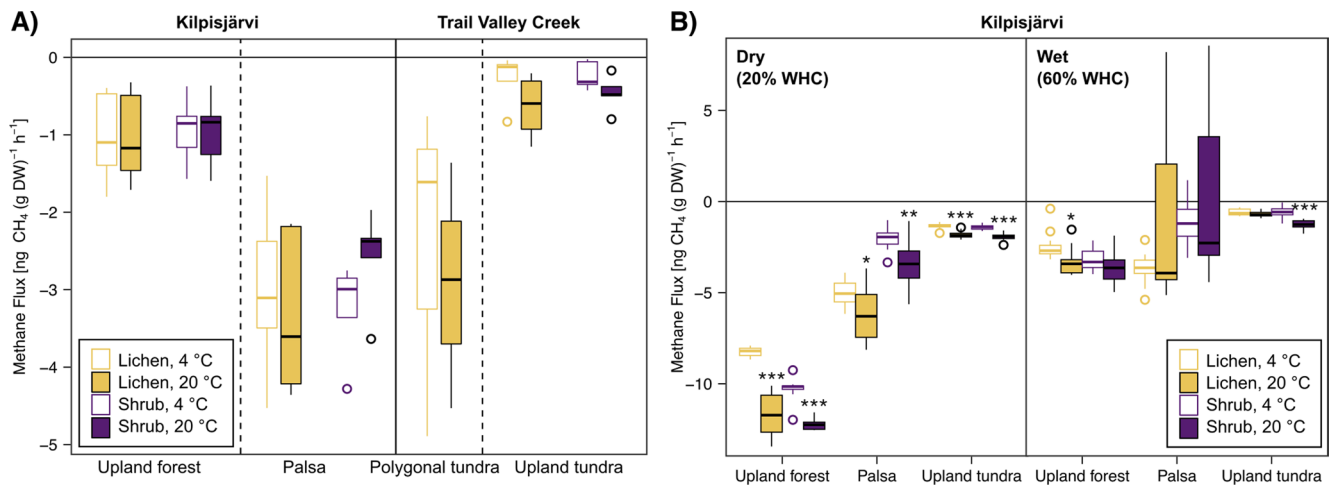 A)
Kilpisjärvi
Trail Valley Creek
Methane Flux [ng CH₄ (g DW)⁻¹ h⁻¹]
0
−1
−2
−3
−4
−5
Lichen, 4 °C
Lichen, 20 °C
Shrub, 4 °C
Shrub, 20 °C
Upland forest
Palsa
Polygonal tundra
Upland tundra
B)
Kilpisjärvi
Dry
(20% WHC)
Wet
(60% WHC)
Methane Flux [ng CH₄ (g DW)⁻¹ h⁻¹]
5
0
−5
−10
***
***
*
**
***
***
*
***
Lichen, 4 °C
Lichen, 20 °C
Shrub, 4 °C
Shrub, 20 °C
Upland forest
Palsa
Upland tundra
Upland forest
Palsa
Upland tundra